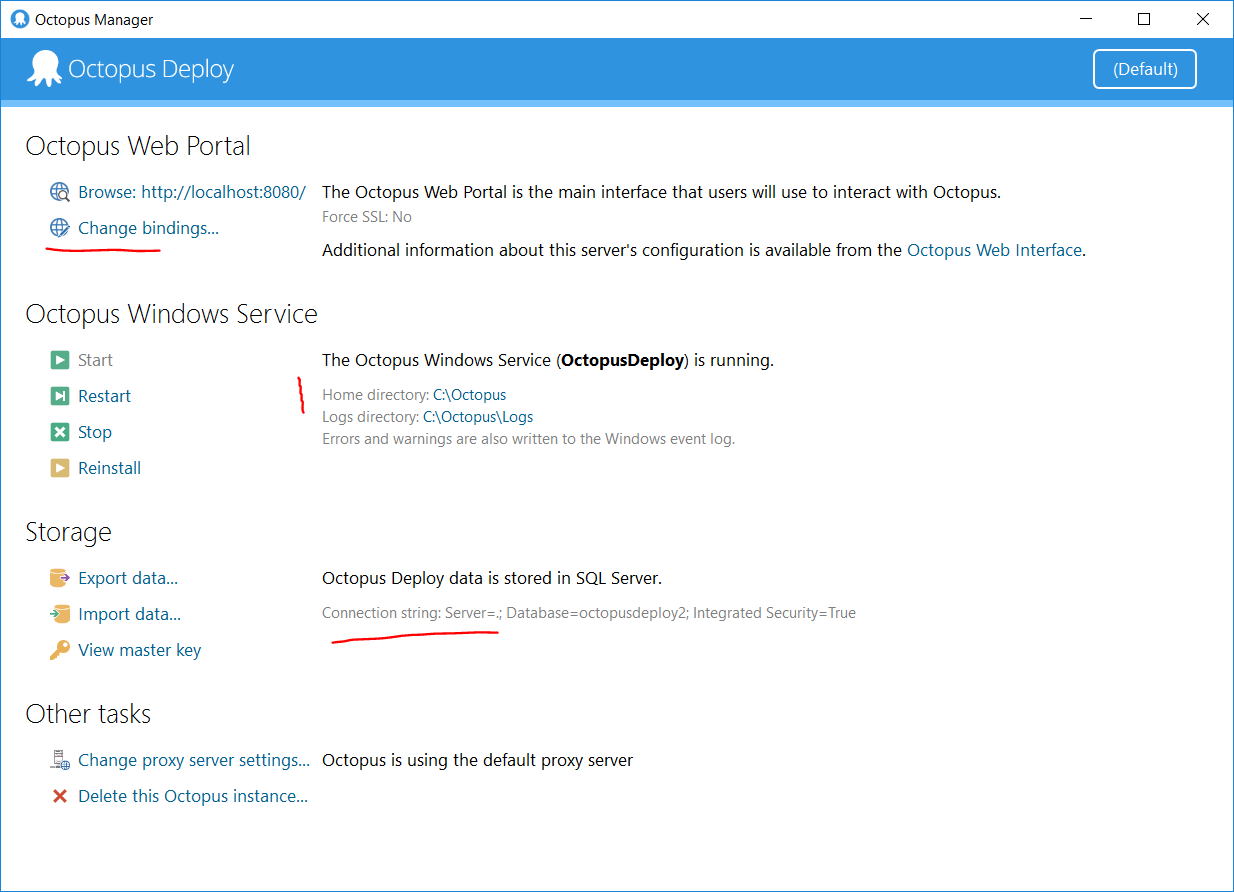 Octopus Manager
Octopus Deploy
(Default)
Octopus Web Portal
Browse: http://localhost:8080/ The Octopus Web Portal is the main interface that users will use to interact with Octopus.
Force SSL: No
Change bindings...
Additional information about this server's configuration is available from the Octopus Web Interface.
Octopus Windows Service
Start The Octopus Windows Service (OctopusDeploy) is running.
Restart Home directory: C:\Octopus
Logs directory: C:\Octopus\Logs
Stop Errors and warnings are also written to the Windows event log.
Reinstall
Storage
Export data... Octopus Deploy data is stored in SQL Server.
Import data... Connection string: Server=.; Database=octopusdeploy2; Integrated Security=True
View master key
Other tasks
Change proxy server settings... Octopus is using the default proxy server
Delete this Octopus instance...